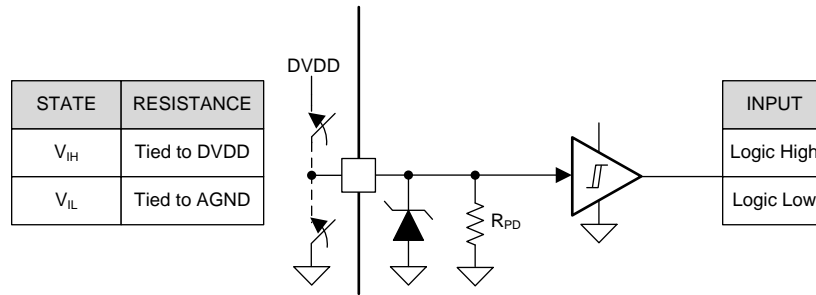 DVDD
STATE RESISTANCE
V_IH Tied to DVDD
V_IL Tied to AGND
R_PD
INPUT
Logic High
Logic Low